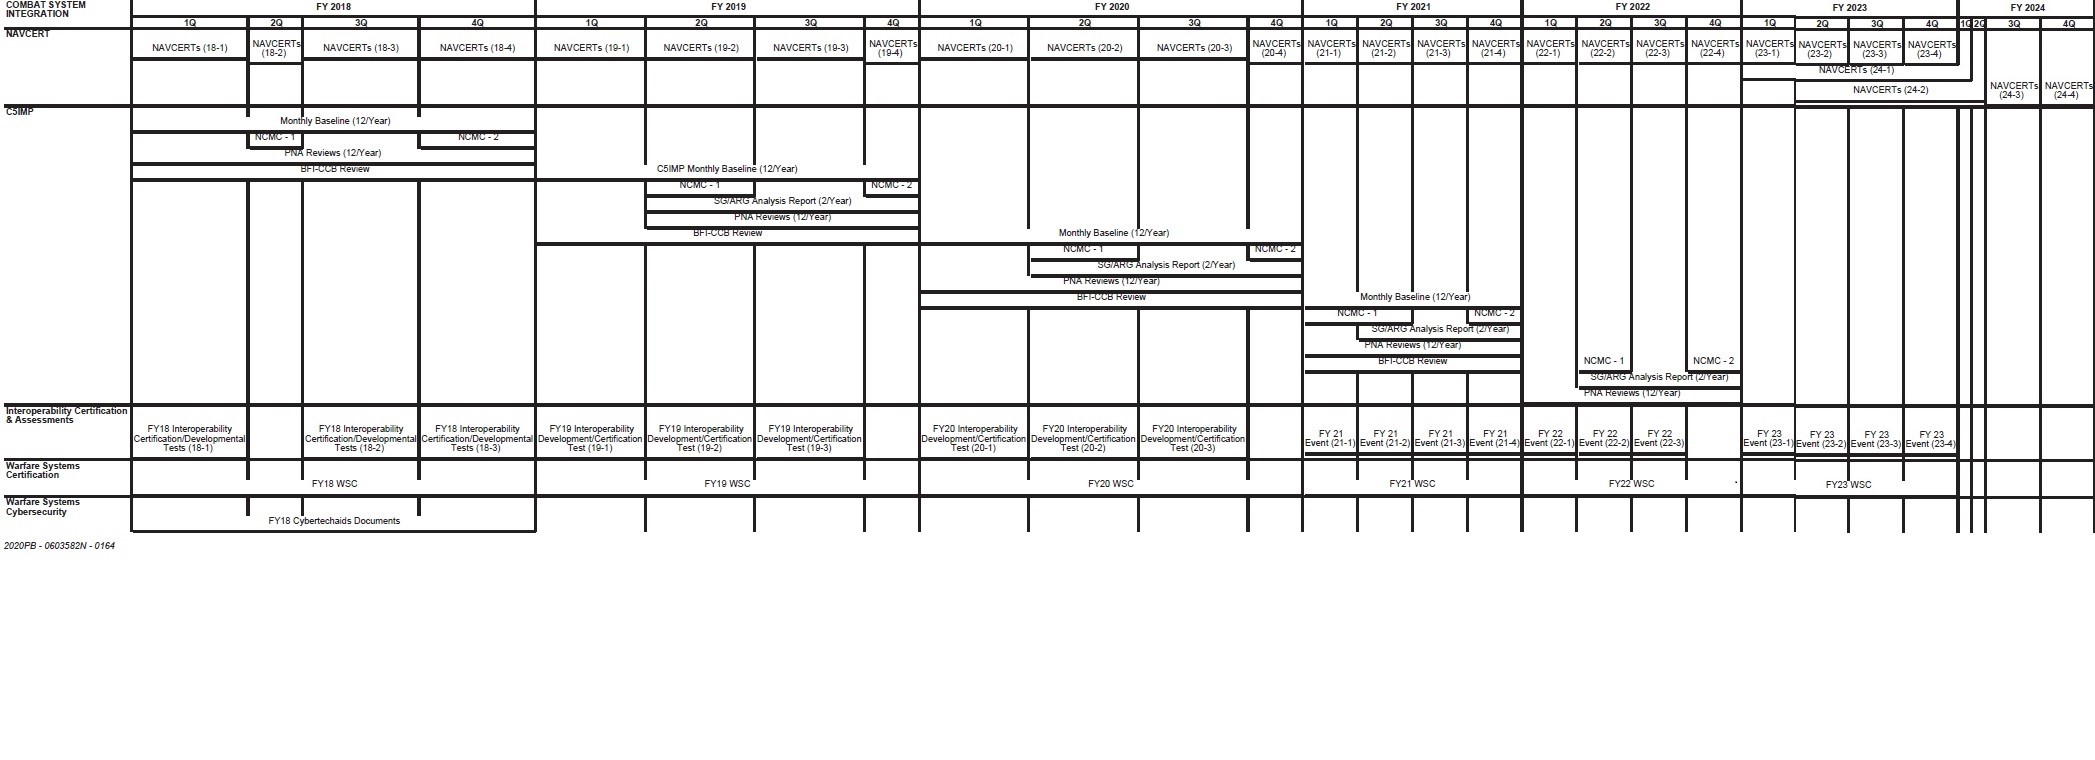 COMBAT SYSTEM
INTEGRATION
FY 2018 FY 2019 FY 2020 FY 2021 FY 2022 FY 2023 FY 2024
1Q 2Q 3Q 4Q 1Q 2Q 3Q 4Q 1Q 2Q 3Q 4Q 1Q 2Q 3Q 4Q 1Q 2Q 3Q 4Q 1Q 2Q 3Q 4Q 1Q 2Q 3Q 4Q
NAVCERT
NAVCERTs (18-1)
NAVCERTs
(18-2)
NAVCERTs (18-3)
NAVCERTs (18-4)
NAVCERTs (19-1)
NAVCERTs (19-2)
NAVCERTs (19-3)
NAVCERTs
(19-4)
NAVCERTs (20-1)
NAVCERTs (20-2)
NAVCERTs (20-3)
NAVCERTs
(20-4)
NAVCERTs
(21-1)
NAVCERTs
(21-2)
NAVCERTs
(21-3)
NAVCERTs
(21-4)
NAVCERTs
(22-1)
NAVCERTs
(22-2)
NAVCERTs
(22-3)
NAVCERTs
(22-4)
NAVCERTs
(23-1)
NAVCERTs
(23-2)
NAVCERTs
(23-3)
NAVCERTs
(23-4)
NAVCERTs (24-1)
NAVCERTs (24-2)
NAVCERTs
(24-3)
NAVCERTs
(24-4)
C5IMP
Monthly Baseline (12/Year)
NCMC - 1 NCMC - 2
PNA Reviews (12/Year)
BFI-CCB Review
C5IMP Monthly Baseline (12/Year)
NCMC - 1 NCMC - 2
SG/ARG Analysis Report (2/Year)
PNA Reviews (12/Year)
BFI-CCB Review
Monthly Baseline (12/Year)
NCMC - 1 NCMC - 2
SG/ARG Analysis Report (2/Year)
PNA Reviews (12/Year)
BFI-CCB Review
Monthly Baseline (12/Year)
NCMC - 1 NCMC - 2
SG/ARG Analysis Report (2/Year)
PNA Reviews (12/Year)
BFI-CCB Review
NCMC - 1 NCMC - 2
SG/ARG Analysis Report (2/Year)
PNA Reviews (12/Year)
Interoperability Certification
& Assessments
FY18 Interoperability
Certification/Developmental
Tests (18-1)
FY18 Interoperability
Certification/Developmental
Tests (18-2)
FY18 Interoperability
Certification/Developmental
Tests (18-3)
FY19 Interoperability
Development/Certification
Test (19-1)
FY19 Interoperability
Development/Certification
Test (19-2)
FY19 Interoperability
Development/Certification
Test (19-3)
FY20 Interoperability
Development/Certification
Test (20-1)
FY20 Interoperability
Development/Certification
Test (20-2)
FY20 Interoperability
Development/Certification
Test (20-3)
FY 21
Event (21-1)
FY 21
Event (21-2)
FY 21
Event (21-3)
FY 21
Event (21-4)
FY 22
Event (22-1)
FY 22
Event (22-2)
FY 22
Event (22-3)
FY 23
Event (23-1)
FY 23
Event (23-2)
FY 23
Event (23-3)
FY 23
Event (23-4)
Warfare Systems
Certification
FY18 WSC FY19 WSC FY20 WSC FY21 WSC FY22 WSC FY23 WSC
Warfare Systems
Cybersecurity
FY18 Cybertechaids Documents
2020PB - 0603582N - 0164